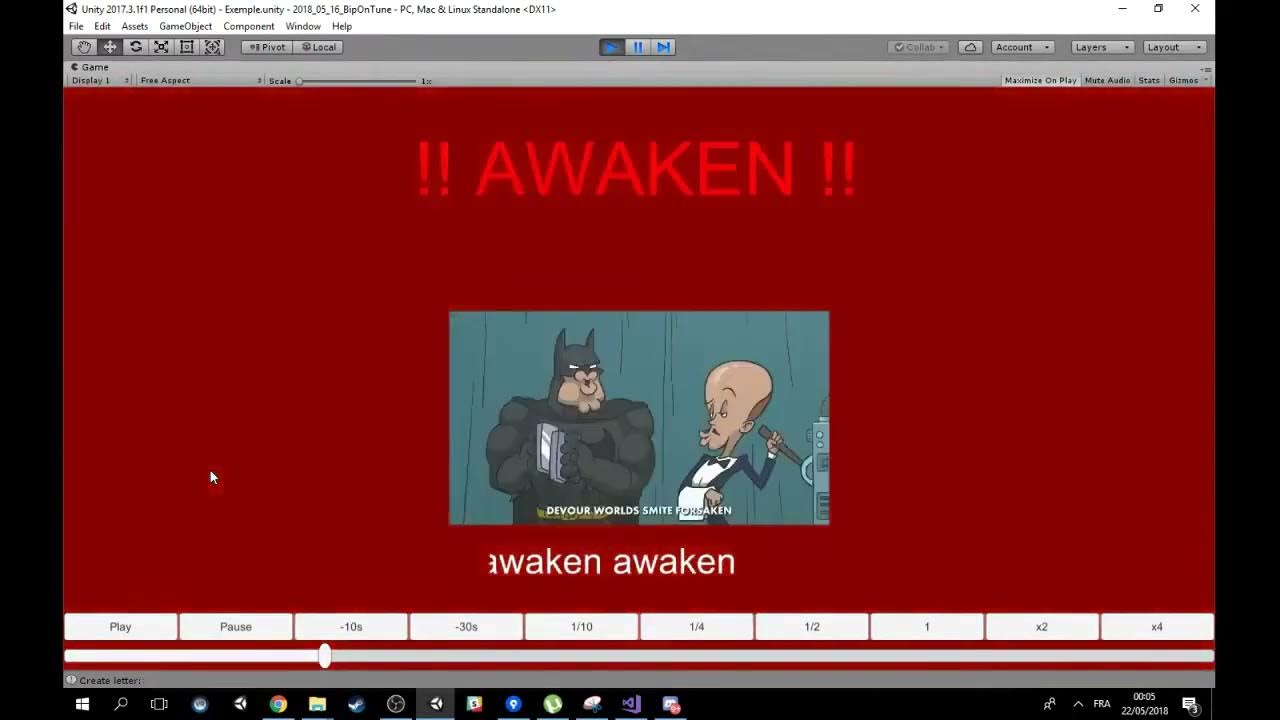 Unity 2017.3.1f1 Personal (64bit) - Exemple.unity - 2018_05_16_BipOnTune - PC, Mac & Linux Standalone <DX11>
File Edit Assets GameObject Component Window Help
Pivot Local Collab Account Layers Layout
Game
Display 1 Free Aspect Scale 1x Maximize On Play Mute Audio Stats Gizmos
!! AWAKEN !!
DEVOUR WORLDS SMITE FORSAKEN
awaken awaken
Play Pause -10s -30s 1/10 1/4 1/2 1 x2 x4
Create letter:
FRA 00:05
22/05/2018